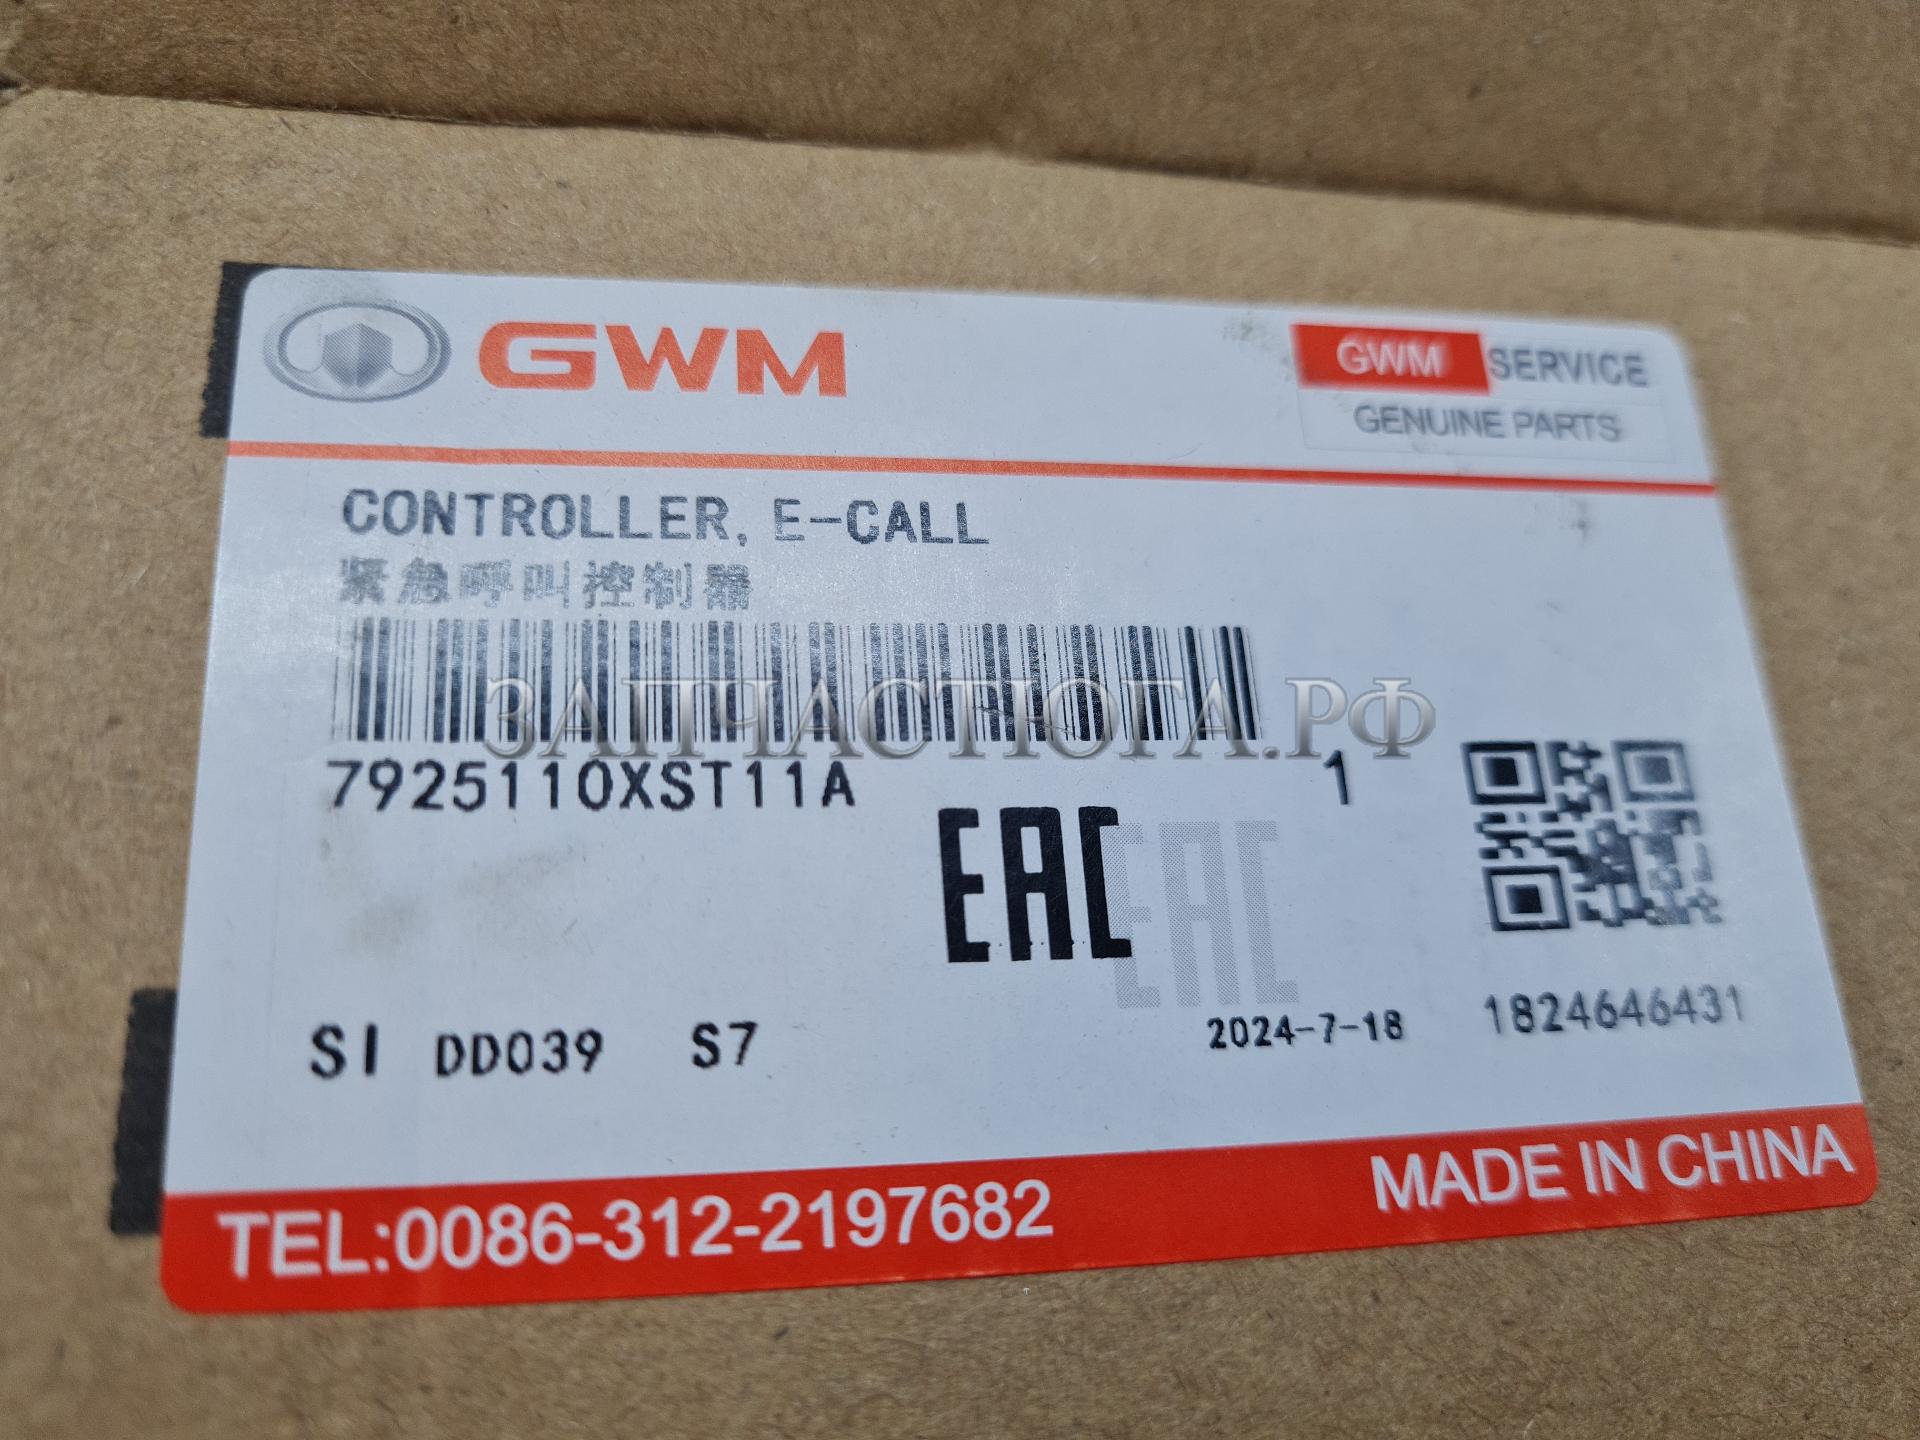 GWM
GWM SERVICE
GENUINE PARTS
CONTROLLER, E-CALL
紧急呼叫控制器
ЗАПЧАСТЮГА.РФ
7925110XST11A
1
EAC
EAC
SI DD039 S7
2024-7-18
1824646431
TEL:0086-312-2197682
MADE IN CHINA